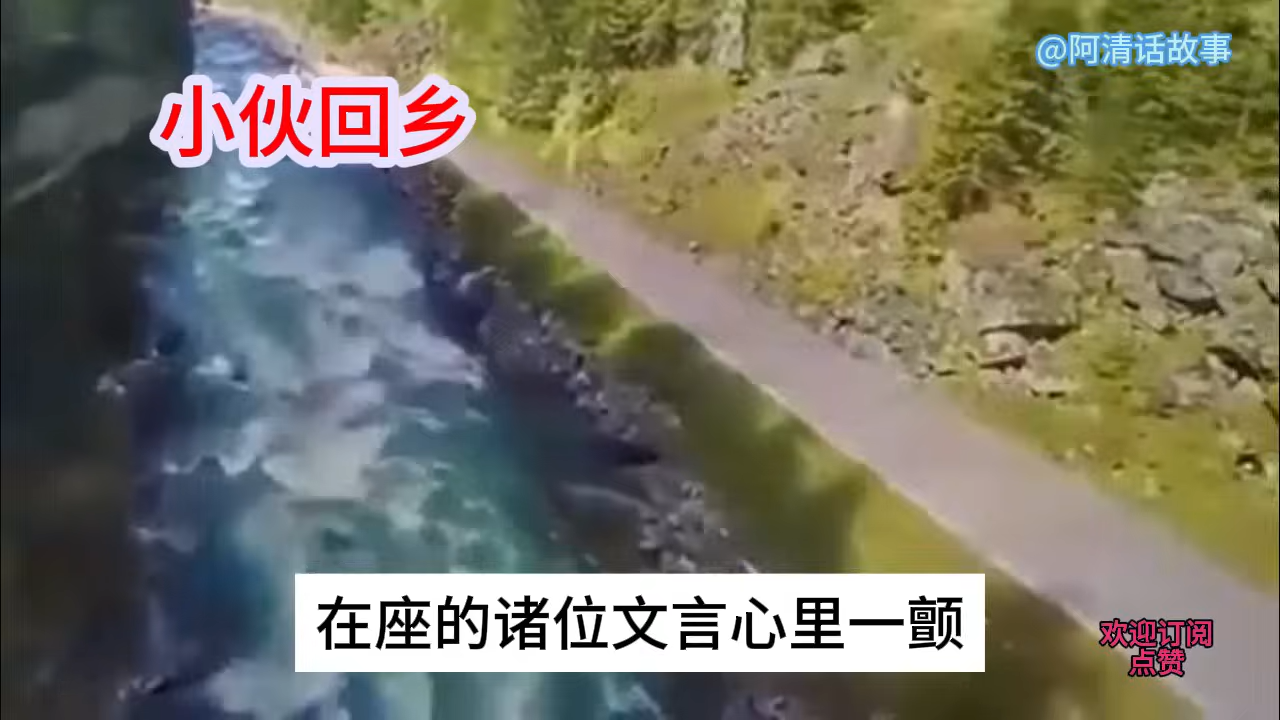 @阿清话故事
小伙回乡
在座的诸位文言心里一颤
欢迎订阅
点赞